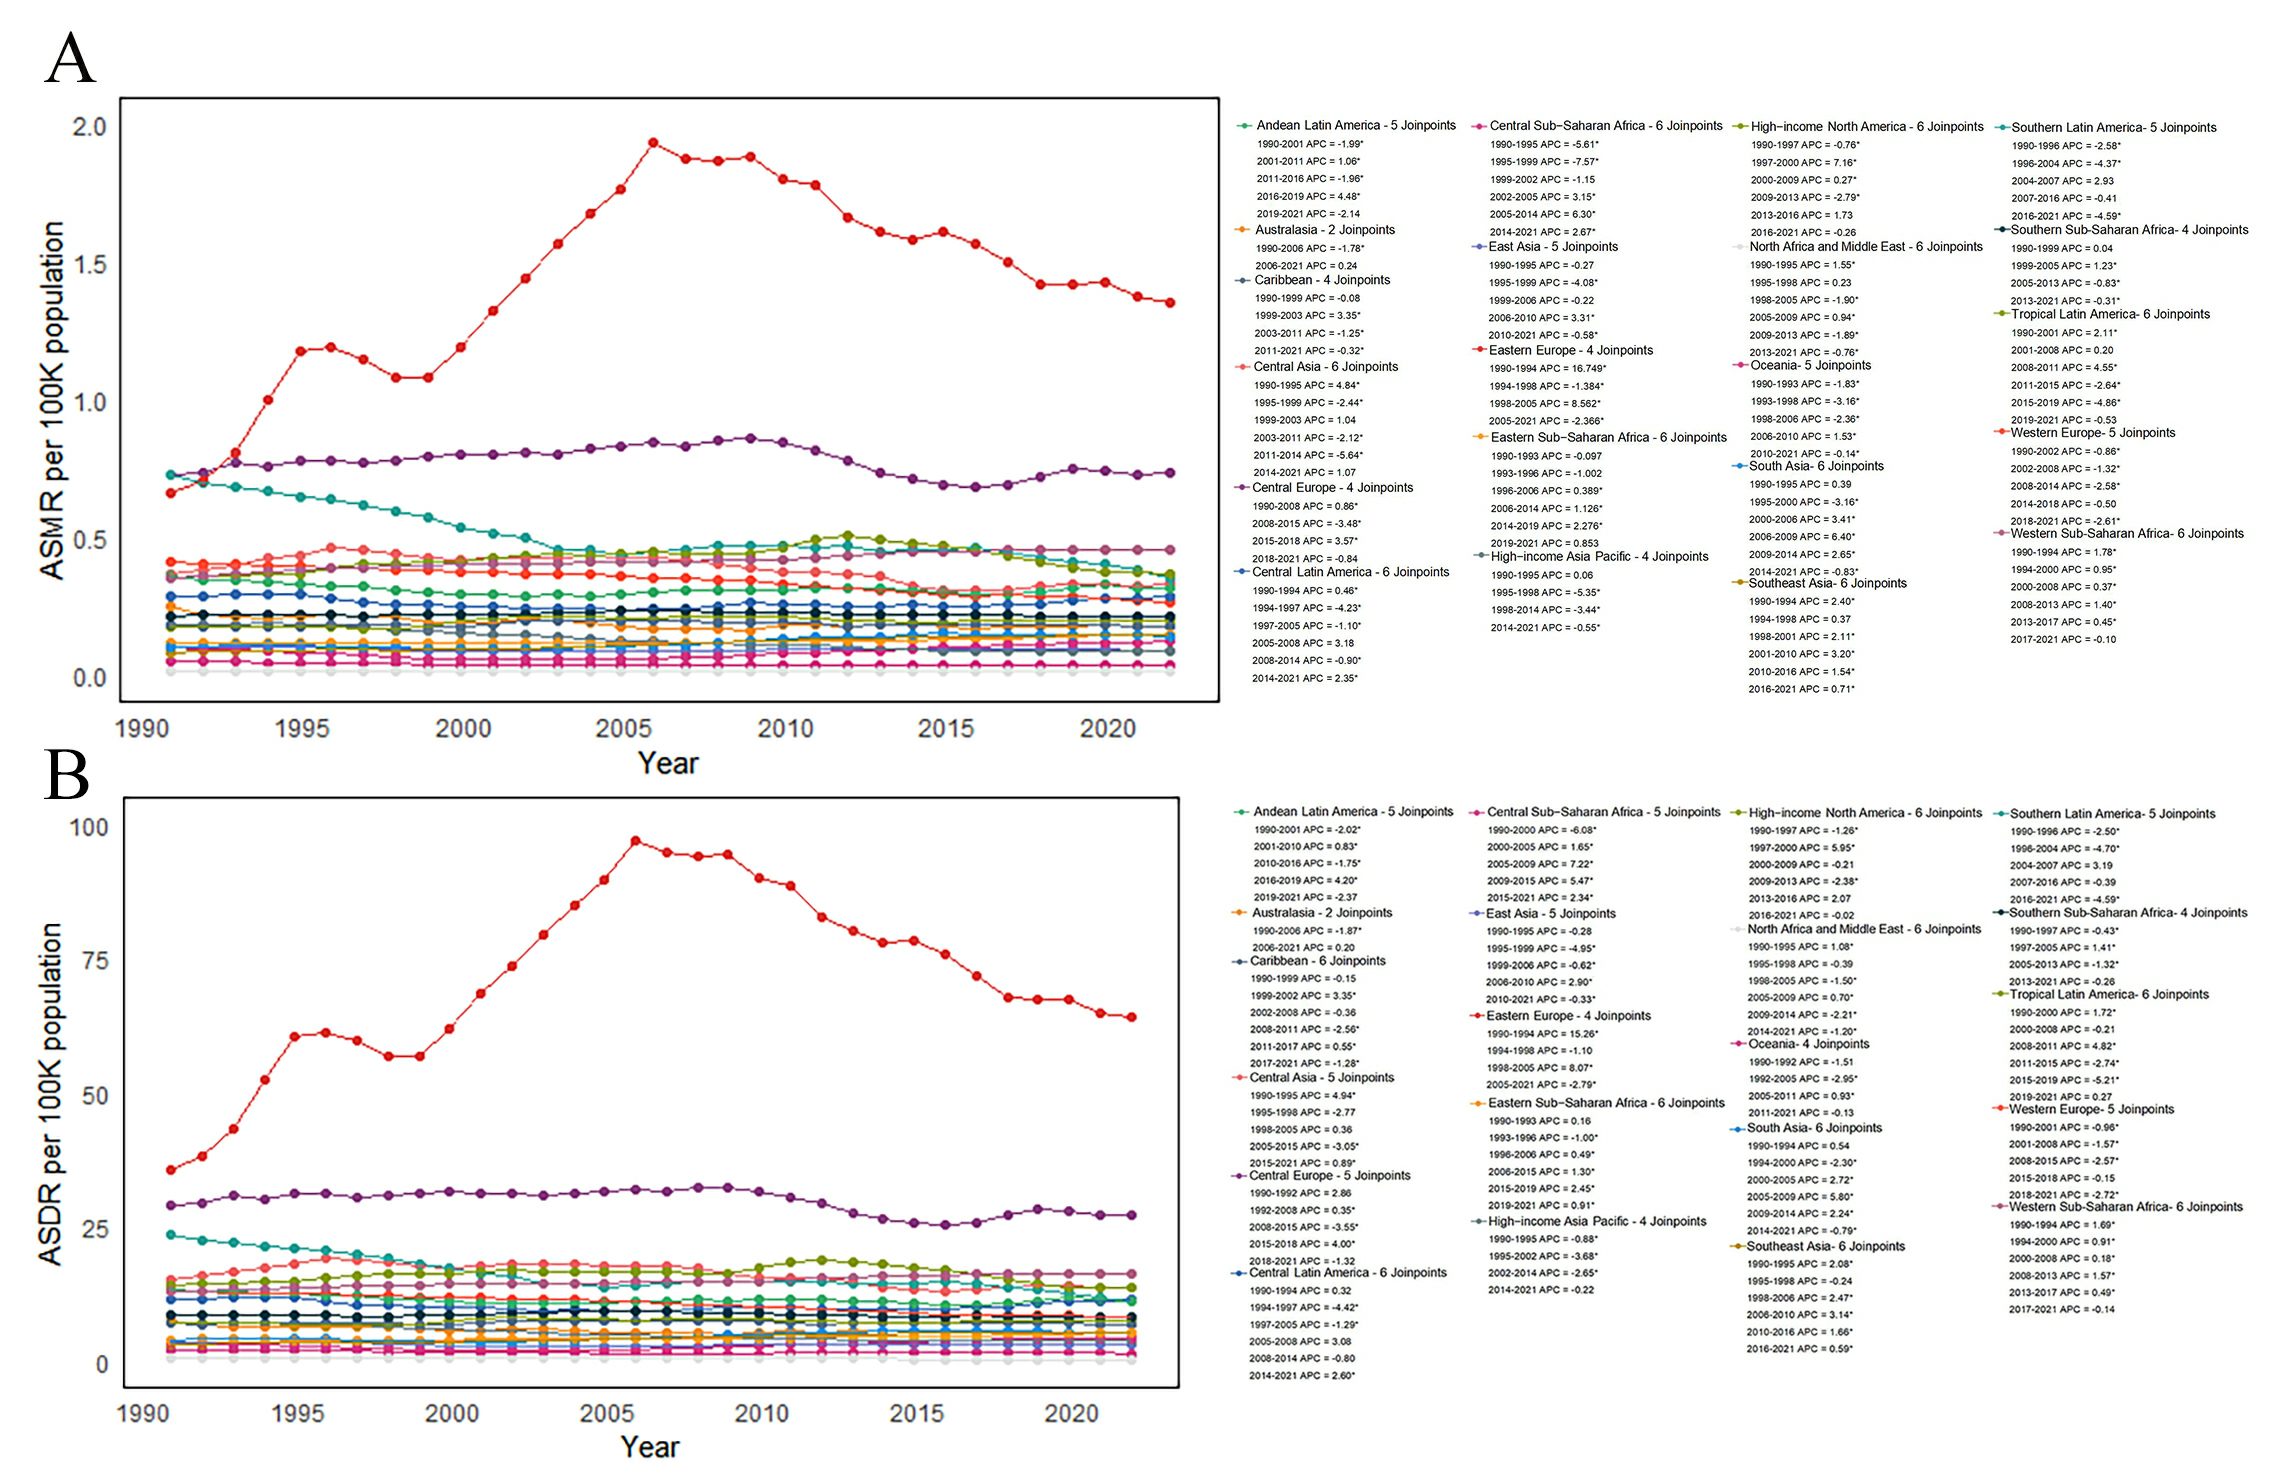 A
ASMR per 100K population
2.0
1.5
1.0
0.5
0.0
1990 1995 2000 2005 2010 2015 2020
Year
Andean Latin America - 5 Joinpoints
1990-2001 APC = -1.99*
2001-2011 APC = 1.06*
2011-2016 APC = -1.96*
2016-2019 APC = 4.48*
2019-2021 APC = -2.14
Australasia - 2 Joinpoints
1990-2006 APC = -1.78*
2006-2021 APC = 0.24
Caribbean - 4 Joinpoints
1990-1999 APC = -0.08
1999-2003 APC = 3.35*
2003-2011 APC = -1.25*
2011-2021 APC = -0.32*
Central Asia - 6 Joinpoints
1990-1995 APC = 4.84*
1995-1999 APC = -2.44*
1999-2003 APC = 1.04
2003-2011 APC = -2.12*
2011-2014 APC = -5.64*
2014-2021 APC = 1.07
Central Europe - 4 Joinpoints
1990-2008 APC = 0.86*
2008-2015 APC = -3.48*
2015-2018 APC = 3.57*
2018-2021 APC = -0.84
Central Latin America - 6 Joinpoints
1990-1994 APC = 0.46*
1994-1997 APC = -4.23*
1997-2005 APC = -1.10*
2005-2008 APC = 3.18
2008-2014 APC = -0.90*
2014-2021 APC = 2.35*
Central Sub-Saharan Africa - 6 Joinpoints
1990-1995 APC = -5.61*
1995-1999 APC = -7.57*
1999-2002 APC = -1.15
2002-2005 APC = 3.15*
2005-2014 APC = 6.30*
2014-2021 APC = 2.67*
East Asia - 5 Joinpoints
1990-1995 APC = -0.27
1995-1999 APC = -4.08*
1999-2006 APC = -0.22
2006-2010 APC = 3.31*
2010-2021 APC = -0.58*
Eastern Europe - 4 Joinpoints
1990-1994 APC = 16.749*
1994-1998 APC = -1.384*
1998-2005 APC = 8.562*
2005-2021 APC = -2.366*
Eastern Sub-Saharan Africa - 6 Joinpoints
1990-1993 APC = -0.097
1993-1996 APC = -1.002
1996-2006 APC = 0.389*
2006-2014 APC = 1.126*
2014-2019 APC = 2.276*
2019-2021 APC = 0.853
High-income Asia Pacific - 4 Joinpoints
1990-1995 APC = 0.06
1995-1998 APC = -5.35*
1998-2014 APC = -3.44*
2014-2021 APC = -0.55*
High-income North America - 6 Joinpoints
1990-1997 APC = -0.76*
1997-2000 APC = 7.16*
2000-2009 APC = 0.27*
2009-2013 APC = -2.79*
2013-2016 APC = 1.73
2016-2021 APC = -0.26
North Africa and Middle East - 6 Joinpoints
1990-1995 APC = 1.55*
1995-1998 APC = 0.23
1998-2005 APC = -1.90*
2005-2009 APC = 0.94*
2009-2013 APC = -1.89*
2013-2021 APC = -0.76*
Oceania- 5 Joinpoints
1990-1993 APC = -1.83*
1993-1998 APC = -3.16*
1998-2006 APC = -2.36*
2006-2010 APC = 1.53*
2010-2021 APC = -0.14*
South Asia- 6 Joinpoints
1990-1995 APC = 0.39
1995-2000 APC = -3.16*
2000-2006 APC = 3.41*
2006-2009 APC = 6.40*
2009-2014 APC = 2.65*
2014-2021 APC = -0.83*
Southeast Asia- 6 Joinpoints
1990-1994 APC = 2.40*
1994-1998 APC = 0.37
1998-2001 APC = 2.11*
2001-2010 APC = 3.20*
2010-2016 APC = 1.54*
2016-2021 APC = 0.71*
Southern Latin America- 5 Joinpoints
1990-1996 APC = -2.58*
1996-2004 APC = -4.37*
2004-2007 APC = 2.93
2007-2016 APC = -0.41
2016-2021 APC = -4.59*
Southern Sub-Saharan Africa- 4 Joinpoints
1990-1999 APC = 0.04
1999-2005 APC = 1.23*
2005-2013 APC = -0.83*
2013-2021 APC = -0.31*
Tropical Latin America- 6 Joinpoints
1990-2001 APC = 2.11*
2001-2008 APC = 0.20
2008-2011 APC = 4.55*
2011-2015 APC = -2.64*
2015-2019 APC = -4.86*
2019-2021 APC = -0.53
Western Europe- 5 Joinpoints
1990-2002 APC = -0.86*
2002-2008 APC = -1.32*
2008-2014 APC = -2.58*
2014-2018 APC = -0.50
2018-2021 APC = -2.61*
Western Sub-Saharan Africa- 6 Joinpoints
1990-1994 APC = 1.78*
1994-2000 APC = 0.95*
2000-2008 APC = 0.37*
2008-2013 APC = 1.40*
2013-2017 APC = 0.45*
2017-2021 APC = -0.10
B
ASDR per 100K population
100
75
50
25
0
1990 1995 2000 2005 2010 2015 2020
Year
Andean Latin America - 5 Joinpoints
1990-2001 APC = -2.02*
2001-2010 APC = 0.83*
2010-2016 APC = -1.75*
2016-2019 APC = 4.20*
2019-2021 APC = -2.37
Australasia - 2 Joinpoints
1990-2006 APC = -1.87*
2006-2021 APC = 0.20
Caribbean - 6 Joinpoints
1990-1999 APC = -0.15
1999-2002 APC = 3.35*
2002-2008 APC = -0.36
2008-2011 APC = -2.56*
2011-2017 APC = 0.55*
2017-2021 APC = -1.28*
Central Asia - 5 Joinpoints
1990-1995 APC = 4.94*
1995-1998 APC = -2.77
1998-2005 APC = 0.36
2005-2015 APC = -3.05*
2015-2021 APC = 0.89*
Central Europe - 5 Joinpoints
1990-1992 APC = 2.86
1992-2008 APC = 0.35*
2008-2015 APC = -3.55*
2015-2018 APC = 4.00*
2018-2021 APC = -1.32
Central Latin America - 6 Joinpoints
1990-1994 APC = 0.32
1994-1997 APC = -4.42*
1997-2005 APC = -1.29*
2005-2008 APC = 3.08
2008-2014 APC = -0.80
2014-2021 APC = 2.60*
Central Sub-Saharan Africa - 5 Joinpoints
1990-2000 APC = -6.08*
2000-2005 APC = 1.65*
2005-2009 APC = 7.22*
2009-2015 APC = 5.47*
2015-2021 APC = 2.34*
East Asia - 5 Joinpoints
1990-1995 APC = -0.28
1995-1999 APC = -4.95*
1999-2006 APC = -0.62*
2006-2010 APC = 2.90*
2010-2021 APC = -0.33*
Eastern Europe - 4 Joinpoints
1990-1994 APC = 15.26*
1994-1998 APC = -1.10
1998-2005 APC = 8.07*
2005-2021 APC = -2.79*
Eastern Sub-Saharan Africa - 6 Joinpoints
1990-1993 APC = 0.16
1993-1996 APC = -1.00*
1996-2006 APC = 0.49*
2006-2015 APC = 1.30*
2015-2019 APC = 2.45*
2019-2021 APC = 0.91*
High-income Asia Pacific - 4 Joinpoints
1990-1995 APC = -0.88*
1995-2002 APC = -3.68*
2002-2014 APC = -2.65*
2014-2021 APC = -0.22
High-income North America - 6 Joinpoints
1990-1997 APC = -1.26*
1997-2000 APC = 5.95*
2000-2009 APC = -0.21
2009-2013 APC = -2.38*
2013-2016 APC = 2.07
2016-2021 APC = -0.02
North Africa and Middle East - 6 Joinpoints
1990-1995 APC = 1.08*
1995-1998 APC = -0.39
1998-2005 APC = -1.50*
2005-2009 APC = 0.70*
2009-2014 APC = -2.21*
2014-2021 APC = -1.20*
Oceania- 4 Joinpoints
1990-1992 APC = -1.51
1992-2005 APC = -2.95*
2005-2011 APC = 0.93*
2011-2021 APC = -0.13
South Asia- 6 Joinpoints
1990-1994 APC = 0.54
1994-2000 APC = -2.30*
2000-2005 APC = 2.72*
2005-2009 APC = 5.80*
2009-2014 APC = 2.24*
2014-2021 APC = -0.79*
Southeast Asia- 6 Joinpoints
1990-1995 APC = 2.08*
1995-1998 APC = -0.24
1998-2006 APC = 2.47*
2006-2010 APC = 3.14*
2010-2016 APC = 1.66*
2016-2021 APC = 0.59*
Southern Latin America- 5 Joinpoints
1990-1996 APC = -2.50*
1996-2004 APC = -4.70*
2004-2007 APC = 3.19
2007-2016 APC = -0.39
2016-2021 APC = -4.59*
Southern Sub-Saharan Africa- 4 Joinpoints
1990-1997 APC = -0.43*
1997-2005 APC = 1.41*
2005-2013 APC = -1.32*
2013-2021 APC = -0.26
Tropical Latin America- 6 Joinpoints
1990-2000 APC = 1.72*
2000-2008 APC = -0.21
2008-2011 APC = 4.82*
2011-2015 APC = -2.74*
2015-2019 APC = -5.21*
2019-2021 APC = 0.27
Western Europe- 5 Joinpoints
1990-2001 APC = -0.96*
2001-2008 APC = -1.57*
2008-2015 APC = -2.57*
2015-2018 APC = -0.15
2018-2021 APC = -2.72*
Western Sub-Saharan Africa- 6 Joinpoints
1990-1994 APC = 1.69*
1994-2000 APC = 0.91*
2000-2008 APC = 0.18*
2008-2013 APC = 1.57*
2013-2017 APC = 0.49*
2017-2021 APC = -0.14